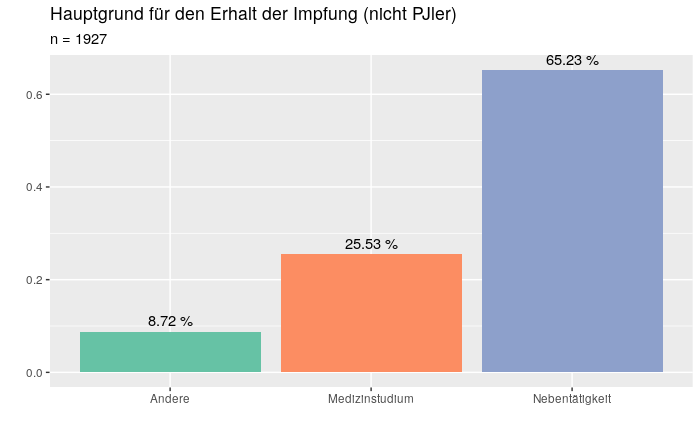 Hauptgrund für den Erhalt der Impfung (nicht PJler)
n = 1927
65.23 %
0.6
0.4
25.53 %
0.2
8.72 %
0.0
Andere Medizinstudium Nebentätigkeit